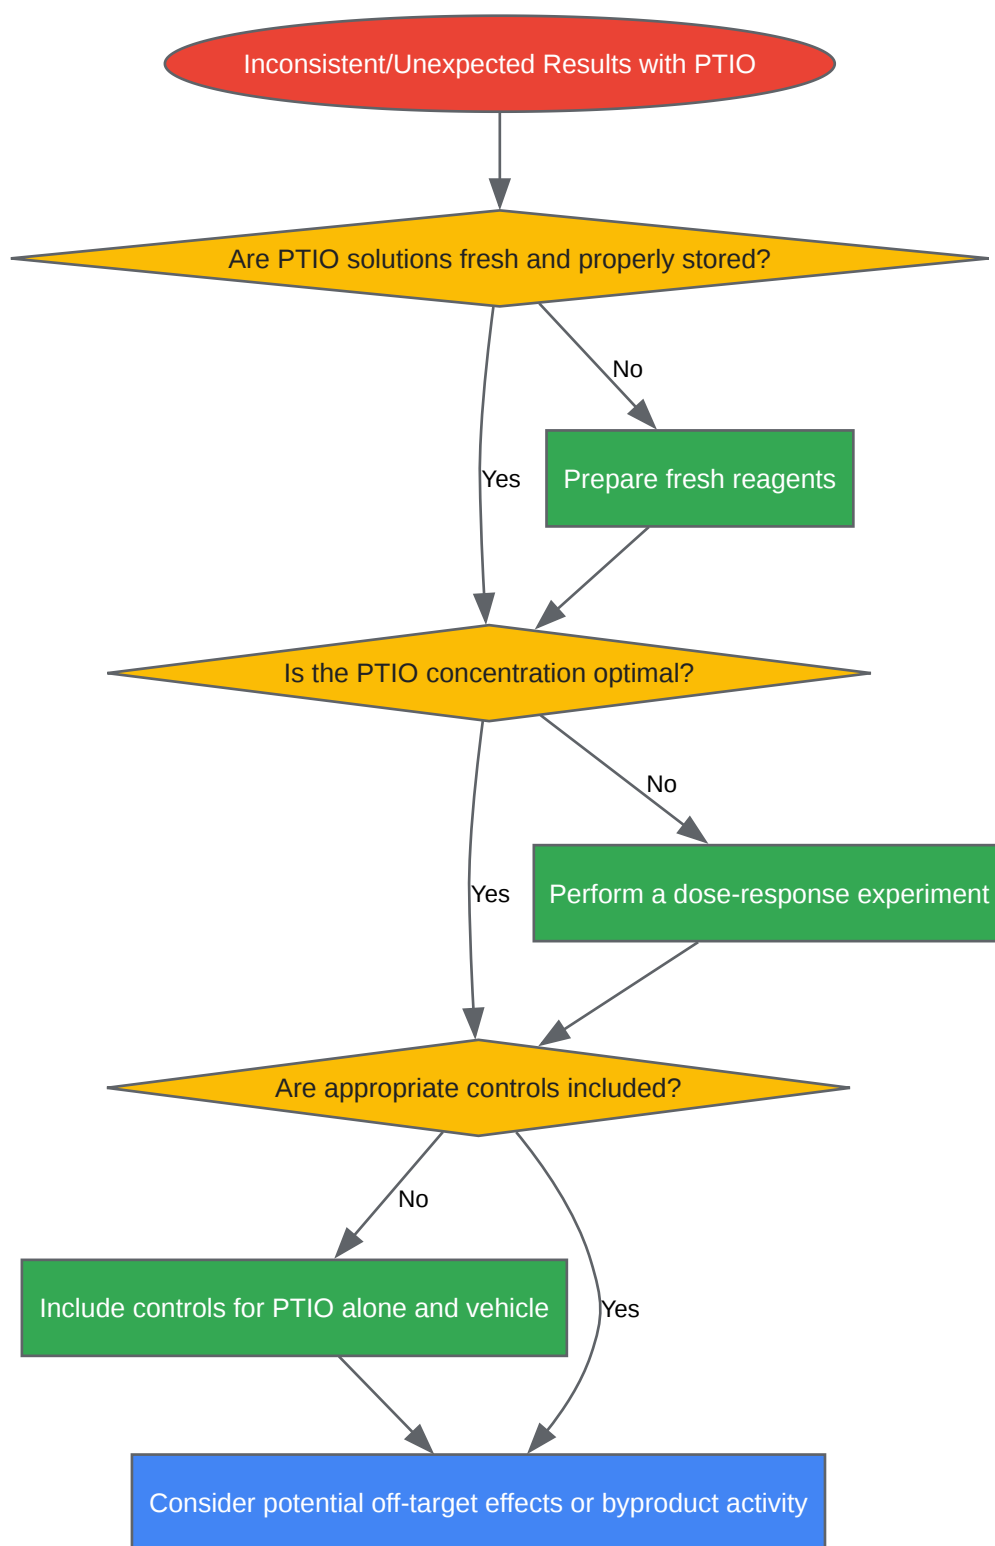 Inconsistent/Unexpected Results with PTIO
Are PTIO solutions fresh and properly stored?
No
Yes
Prepare fresh reagents
Is the PTIO concentration optimal?
No
Yes
Perform a dose-response experiment
Are appropriate controls included?
No
Include controls for PTIO alone and vehicle
Yes
Consider potential off-target effects or byproduct activity